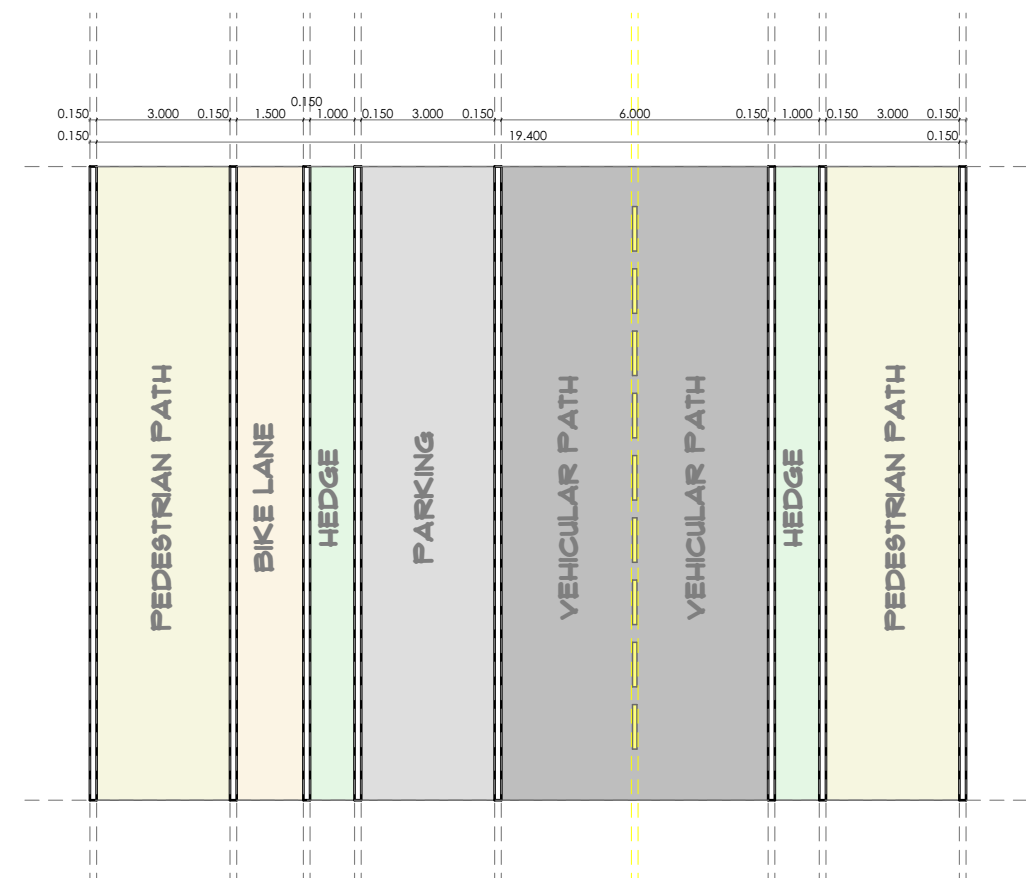 0.150
0.150 3.000 0.150 1.500 1.000 0.150 3.000 0.150 6.000 0.150 1.000 0.150 3.000 0.150
0.150 19.400 0.150
PEDESTRIAN PATH
BIKE LANE
HEDGE
PARKING
VEHICULAR PATH
VEHICULAR PATH
HEDGE
PEDESTRIAN PATH